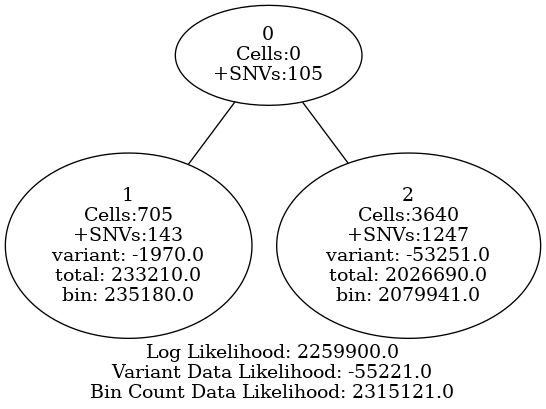 0
Cells:0
+SNVs:105
1
Cells:705
+SNVs:143
variant: -1970.0
total: 233210.0
bin: 235180.0
2
Cells:3640
+SNVs:1247
variant: -53251.0
total: 2026690.0
bin: 2079941.0
Log Likelihood: 2259900.0
Variant Data Likelihood: -55221.0
Bin Count Data Likelihood: 2315121.0